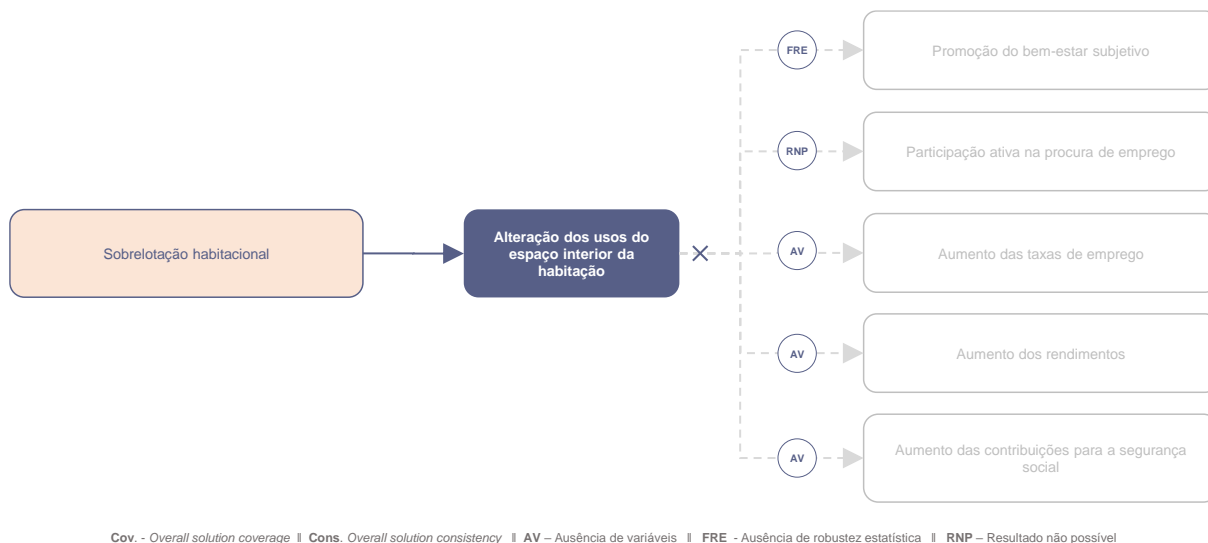 FRE
Promoção do bem-estar subjetivo
RNP
Participação ativa na procura de emprego
Sobrelotação habitacional
Alteração dos usos do
espaço interior da
habitação
AV
Aumento das taxas de emprego
AV
Aumento dos rendimentos
AV
Aumento das contribuições para a segurança
social
Cov. - Overall solution coverage || Cons. Overall solution consistency || AV – Ausência de variáveis || FRE - Ausência de robustez estatística || RNP – Resultado não possível